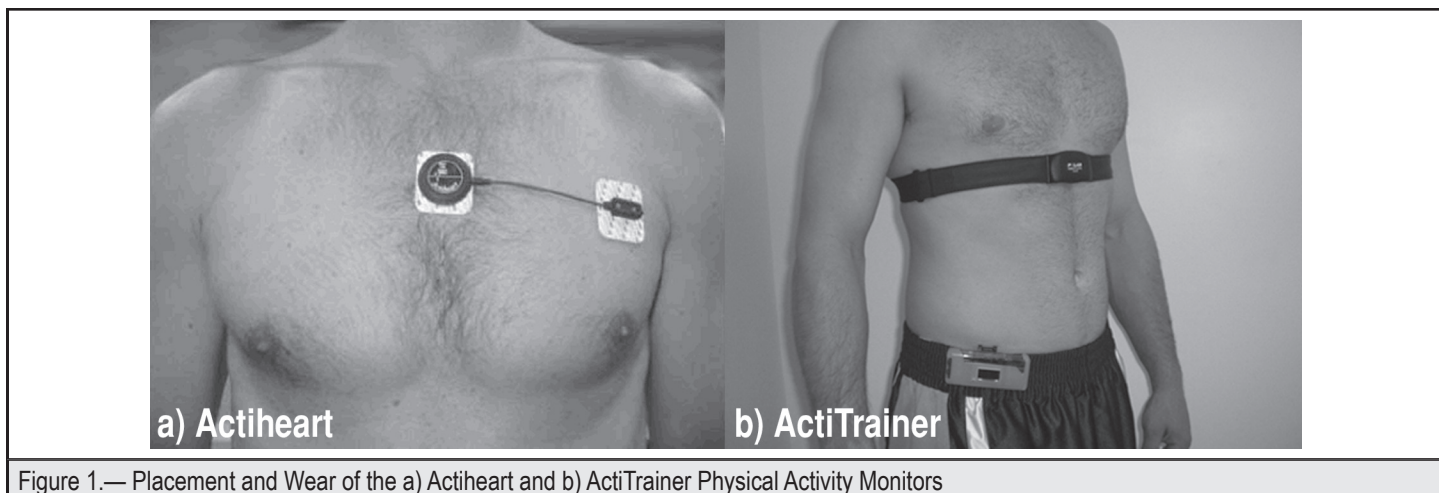 a) Actiheart
b) ActiTrainer
Figure 1.— Placement and Wear of the a) Actiheart and b) ActiTrainer Physical Activity Monitors